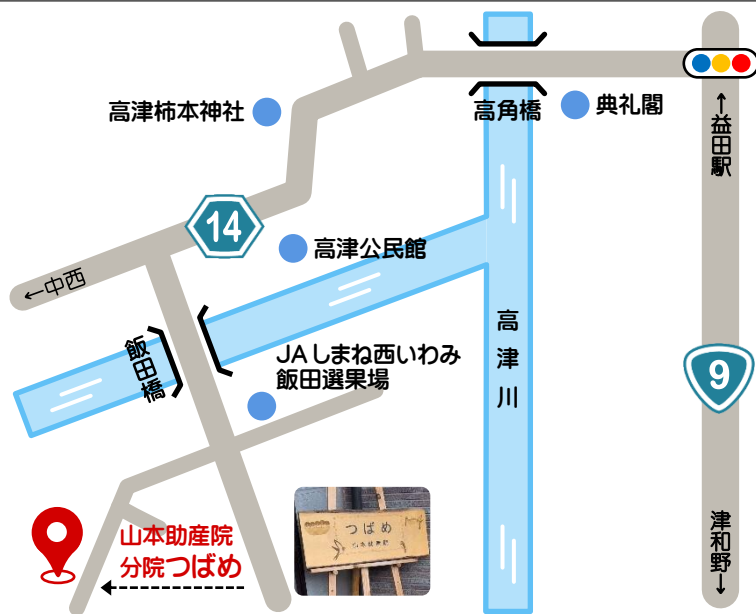 高津柿本神社
高角橋
典礼閣
↑益田駅
14
高津公民館
←中西
飯田橋
JAしまね西いわみ
飯田選果場
高津川
9
山本助産院
分院つばめ
つばめ
津和野↓